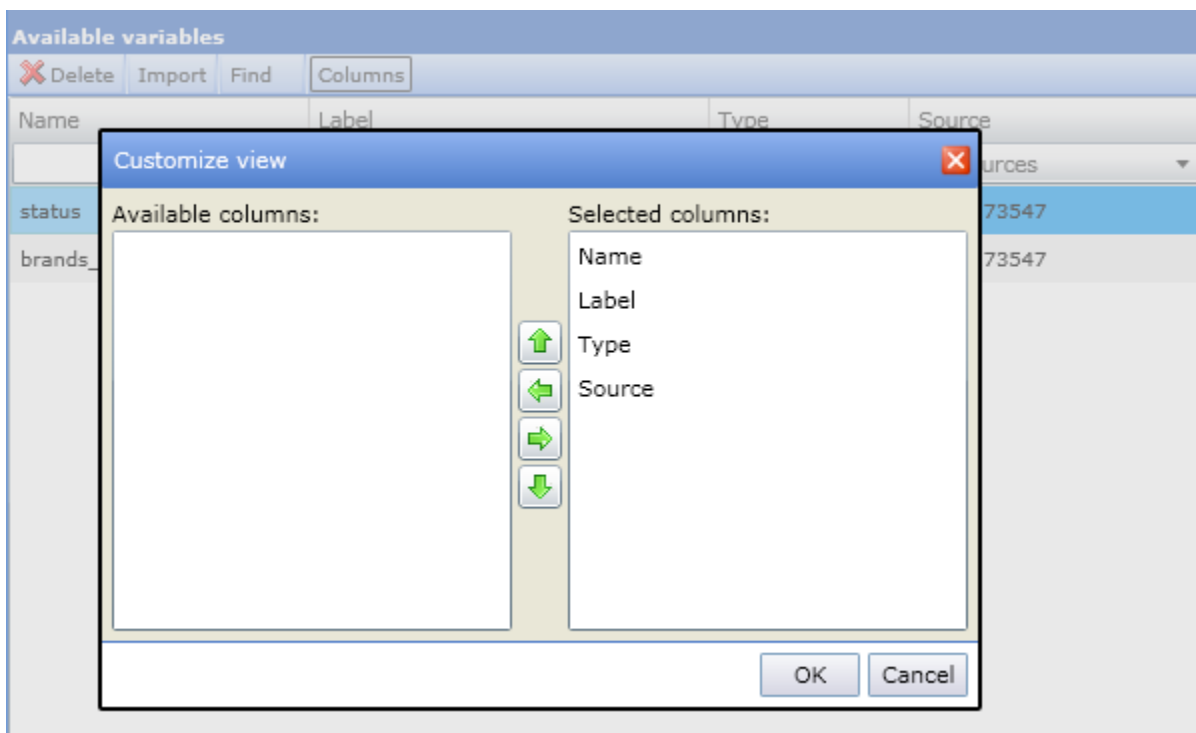 Available variables
Delete Import Find Columns
Name Label Type Source
Customize view
urces
status Available columns: Selected columns: 73547
brands_ Name 73547
Label
Type
Source
OK Cancel